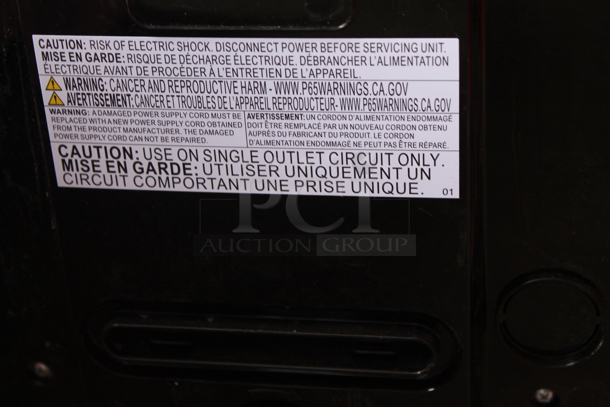 CAUTION: RISK OF ELECTRIC SHOCK. DISCONNECT POWER BEFORE SERVICING UNIT.
MISE EN GARDE: RISQUE DE DÉCHARGE ÉLECTRIQUE. DÉBRANCHER L'ALIMENTATION
ÉLECTRIQUE AVANT DE PROCÉDER À L'ENTRETIEN DE L'APPAREIL.
WARNING: CANCER AND REPRODUCTIVE HARM - WWW.P65WARNINGS.CA.GOV
AVERTISSEMENT: CANCER ET TROUBLES DE L'APPAREIL REPRODUCTEUR- WWW.P65WARNINGS.CA.GOV
WARNING: A DAMAGED POWER SUPPLY CORD MUST BE
REPLACED WITH A NEW POWER SUPPLY CORD OBTAINED
FROM THE PRODUCT MANUFACTURER. THE DAMAGED
POWER SUPPLY CORD CAN NOT BE REPAIRED.
AVERTISSEMENT: UN CORDON D'ALIMENTATION ENDOMMAGÉ
DOIT ÊTRE REMPLACÉ PAR UN NOUVEAU CORDON OBTENU
AUPRÈS DU FABRICANT DU PRODUIT. LE CORDON
D'ALIMENTATION ENDOMMAGÉ NE PEUT PAS ÊTRE RÉPARÉ.
CAUTION: USE ON SINGLE OUTLET CIRCUIT ONLY.
MISE EN GARDE: UTILISER UNIQUEMENT UN
CIRCUIT COMPORTANT UNE PRISE UNIQUE. 01
PCI
AUCTION GROUP